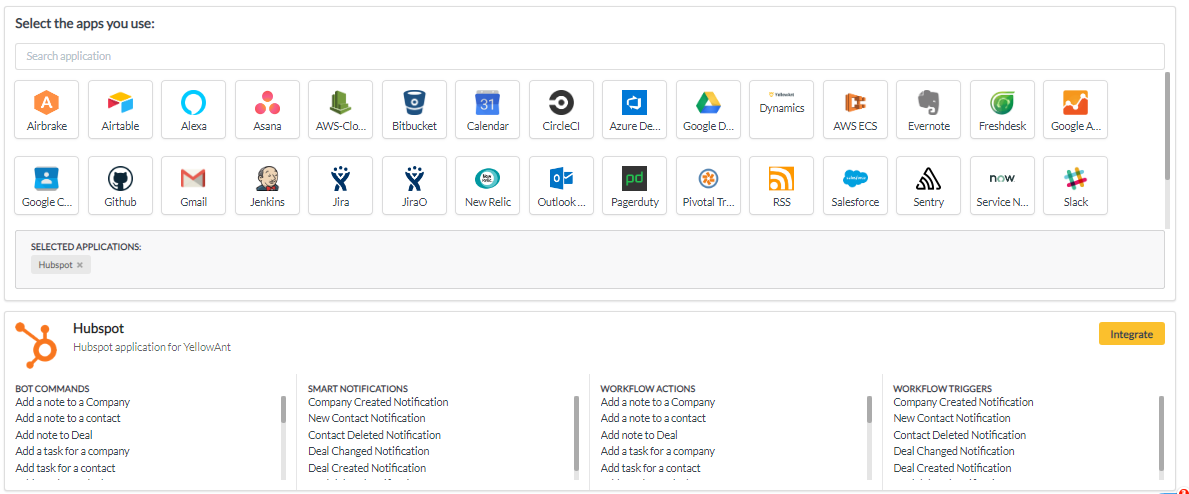 Select the apps you use:
Search application
Airbrake
Airtable
Alexa
Asana
AWS-Clo...
Bitbucket
Calendar
CircleCI
Azure De...
Google D...
Dynamics
AWS ECS
Evernote
Freshdesk
Google A...
31
Google C...
Github
Gmail
Jenkins
Jira
JiraO
New Relic
Outlook ...
Pagerduty
Pivotal Tr...
RSS
Salesforce
Sentry
Service N...
Slack
pd
now
SELECTED APPLICATIONS:
Hubspot ×
Hubspot
Hubspot application for YellowAnt
Integrate
BOT COMMANDS
Add a note to a Company
Add a note to a contact
Add note to Deal
Add a task for a company
Add task for a contact
SMART NOTIFICATIONS
Company Created Notification
New Contact Notification
Contact Deleted Notification
Deal Changed Notification
Deal Created Notification
WORKFLOW ACTIONS
Add a note to a Company
Add a note to a contact
Add note to Deal
Add a task for a company
Add task for a contact
WORKFLOW TRIGGERS
Company Created Notification
New Contact Notification
Contact Deleted Notification
Deal Changed Notification
Deal Created Notification